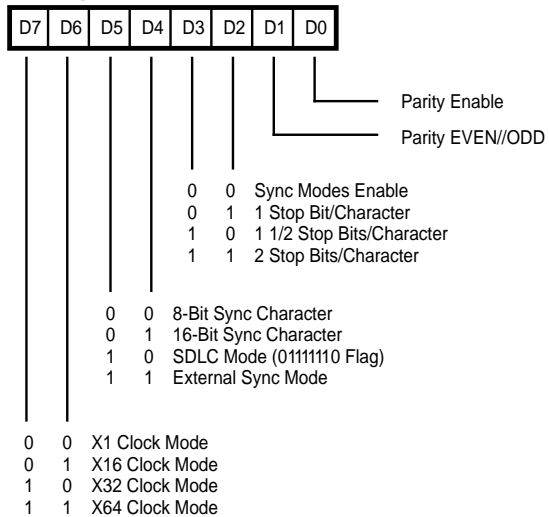 D7 D6 D5 D4 D3 D2 D1 D0
Parity Enable
Parity EVEN//ODD
0 0 Sync Modes Enable
0 1 1 Stop Bit/Character
1 0 1 1/2 Stop Bits/Character
1 1 2 Stop Bits/Character
0 0 8-Bit Sync Character
0 1 16-Bit Sync Character
1 0 SDLC Mode (01111110 Flag)
1 1 External Sync Mode
0 0 X1 Clock Mode
0 1 X16 Clock Mode
1 0 X32 Clock Mode
1 1 X64 Clock Mode